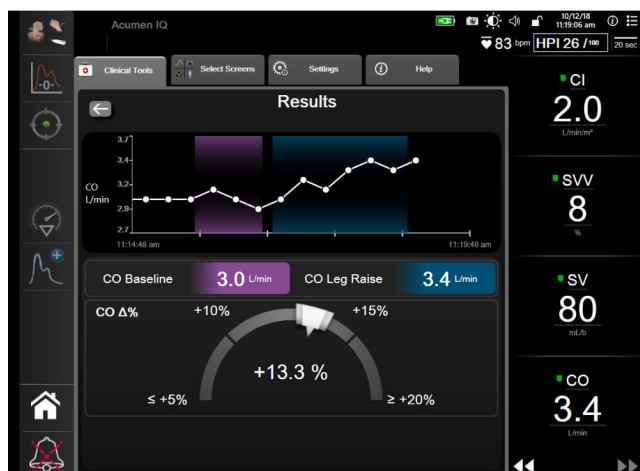 Acumen IQ
10/12/18
11:19:06 am
83 bpm
HPI 26 /100
20 sec
Clinical Tools
Select Screens
Settings
Help
-0-
Results
3.7
3.4
3.2
2.9
2.7
CO
L/min
11:14:48 am
11:19:48 am
CO Baseline
3.0 L/min
CO Leg Raise
3.4 L/min
CO Δ%
+10%
+15%
+13.3 %
≤ +5%
≥ +20%
CI
2.0
L/min/m²
SVV
8
%
SV
80
mL/b
CO
3.4
L/min